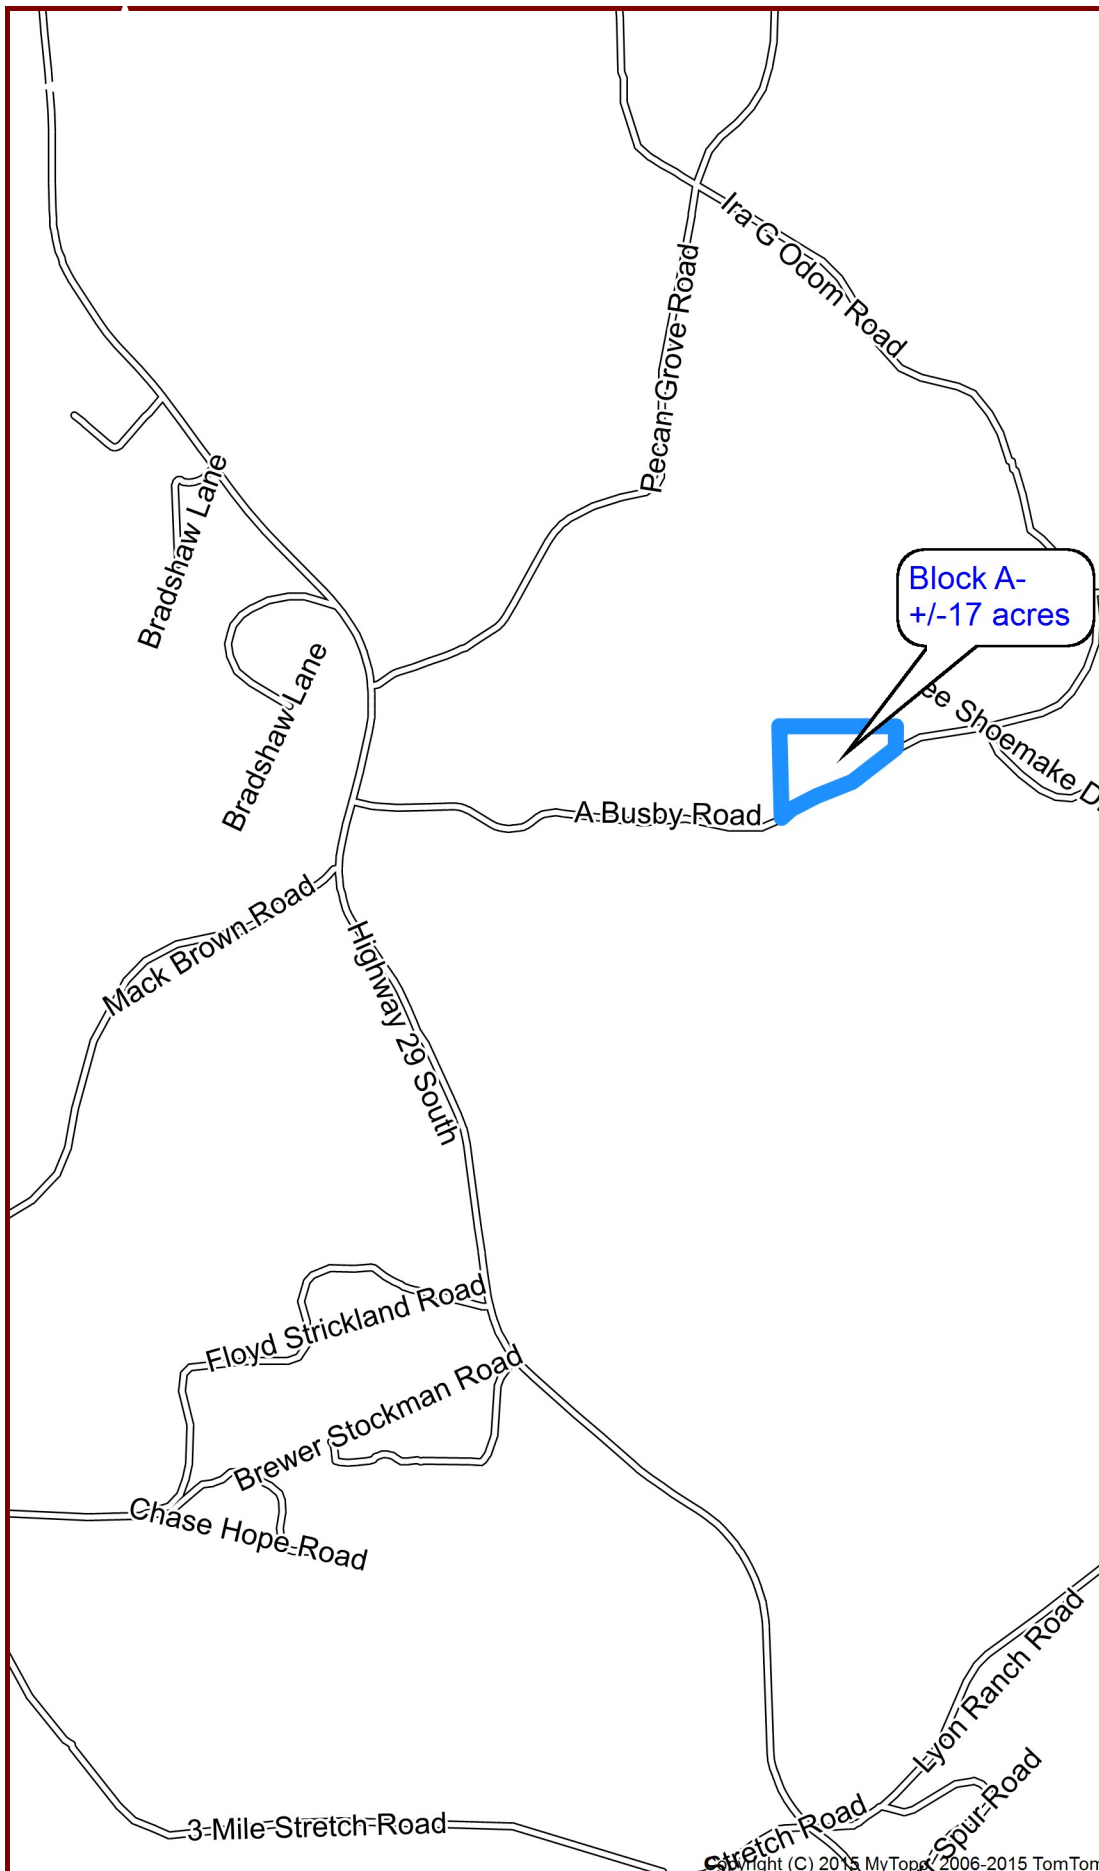 Ira G Odom Road
Pecan Grove Road
Bradshaw Lane
Block A-
+/-17 acres
Bradshaw Lane
ee Shoemake D
A Busby Road
Mack Brown Road
Highway 29 South
Floyd Strickland Road
Brewer Stockman Road
Chase Hope Road
Lyon Ranch Road
Spur Road
3 Mile Stretch Road
Stretch Road
Copyright (C) 2015 MyTopo, 2006-2015 TomTom